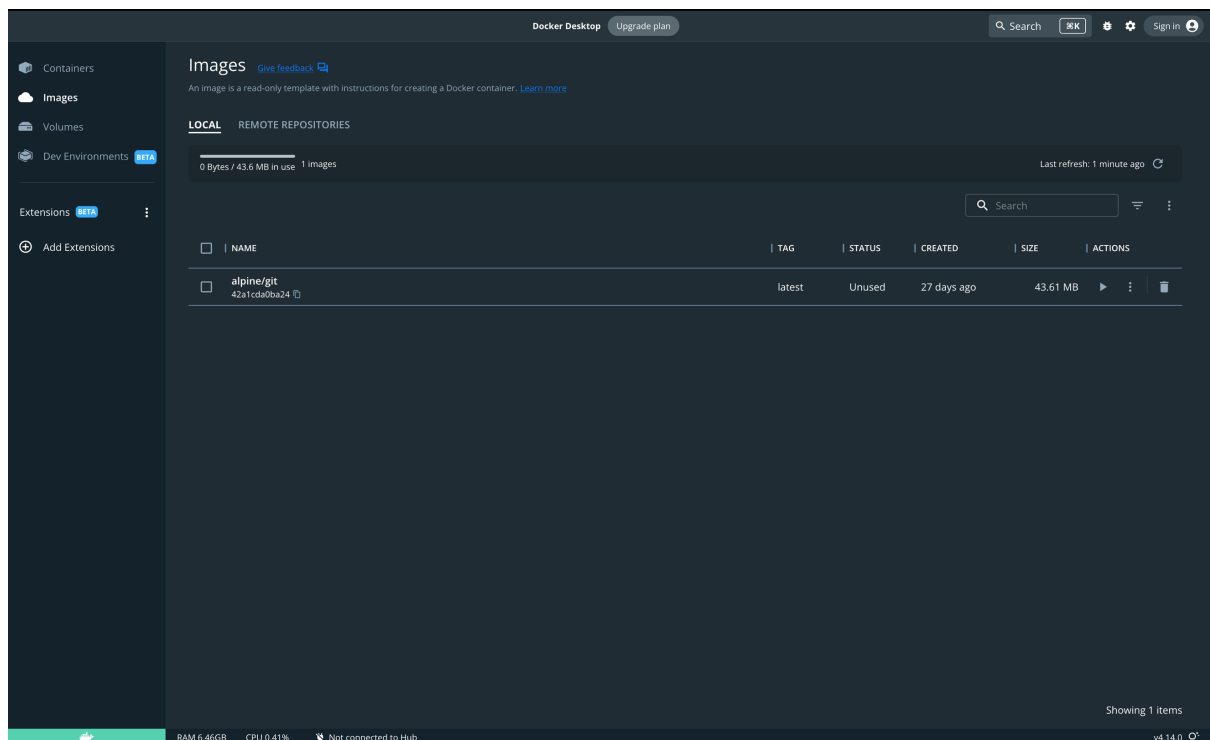 Docker Desktop Upgrade plan Search ⌘K Sign in
Containers
Images
Volumes
Dev Environments BETA
Extensions BETA
Add Extensions
Images Give feedback
An image is a read-only template with instructions for creating a Docker container. Learn more
LOCAL REMOTE REPOSITORIES
0 Bytes / 43.6 MB in use 1 images Last refresh: 1 minute ago
Search
NAME TAG STATUS CREATED SIZE ACTIONS
alpine/git latest Unused 27 days ago 43.61 MB
42a1cda0ba24
Showing 1 items
RAM 6.46GB CPU 0.41% Not connected to Hub v4.14.0